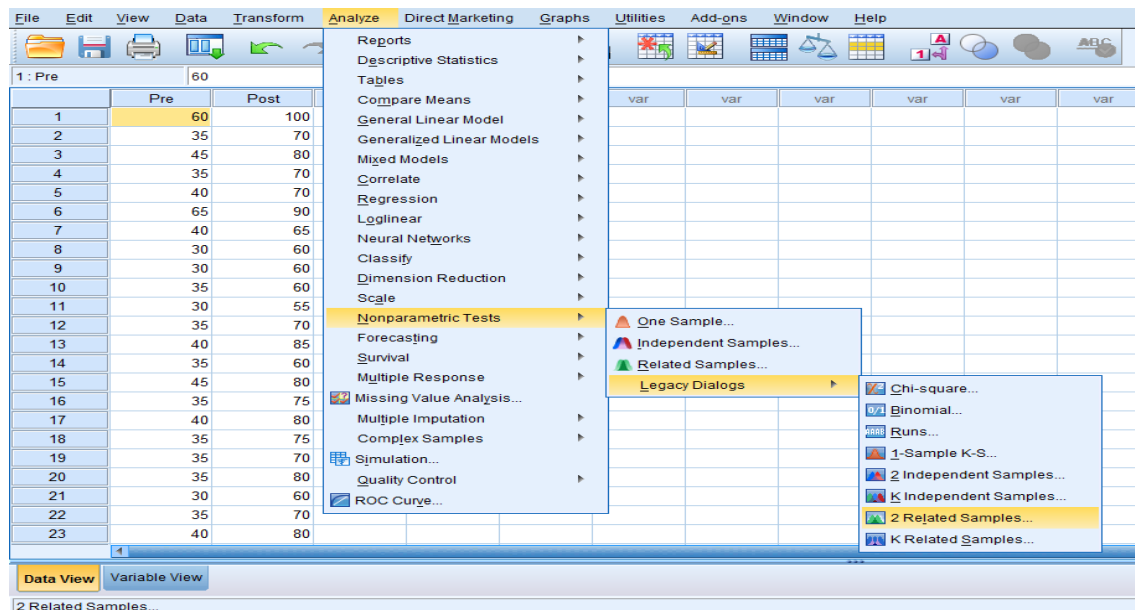 File Edit View Data Transform Analyze Direct Marketing Graphs Utilities Add-ons Window Help
1 : Pre 60
Pre Post var var var var var var
1 60 100
2 35 70
3 45 80
4 35 70
5 40 70
6 65 90
7 40 65
8 30 60
9 30 60
10 35 60
11 30 55
12 35 70
13 40 85
14 35 60
15 45 80
16 35 75
17 40 80
18 35 75
19 35 70
20 35 80
21 30 60
22 35 70
23 40 80
Reports
Descriptive Statistics
Tables
Compare Means
General Linear Model
Generalized Linear Models
Mixed Models
Correlate
Regression
Loglinear
Neural Networks
Classify
Dimension Reduction
Scale
Nonparametric Tests
Forecasting
Survival
Multiple Response
Missing Value Analysis...
Multiple Imputation
Complex Samples
Simulation...
Quality Control
ROC Curve...
One Sample...
Independent Samples...
Related Samples...
Legacy Dialogs
Chi-square...
0/1 Binomial...
Runs...
1-Sample K-S...
2 Independent Samples...
K Independent Samples...
2 Related Samples...
K Related Samples...
Data View Variable View
2 Related Samples...